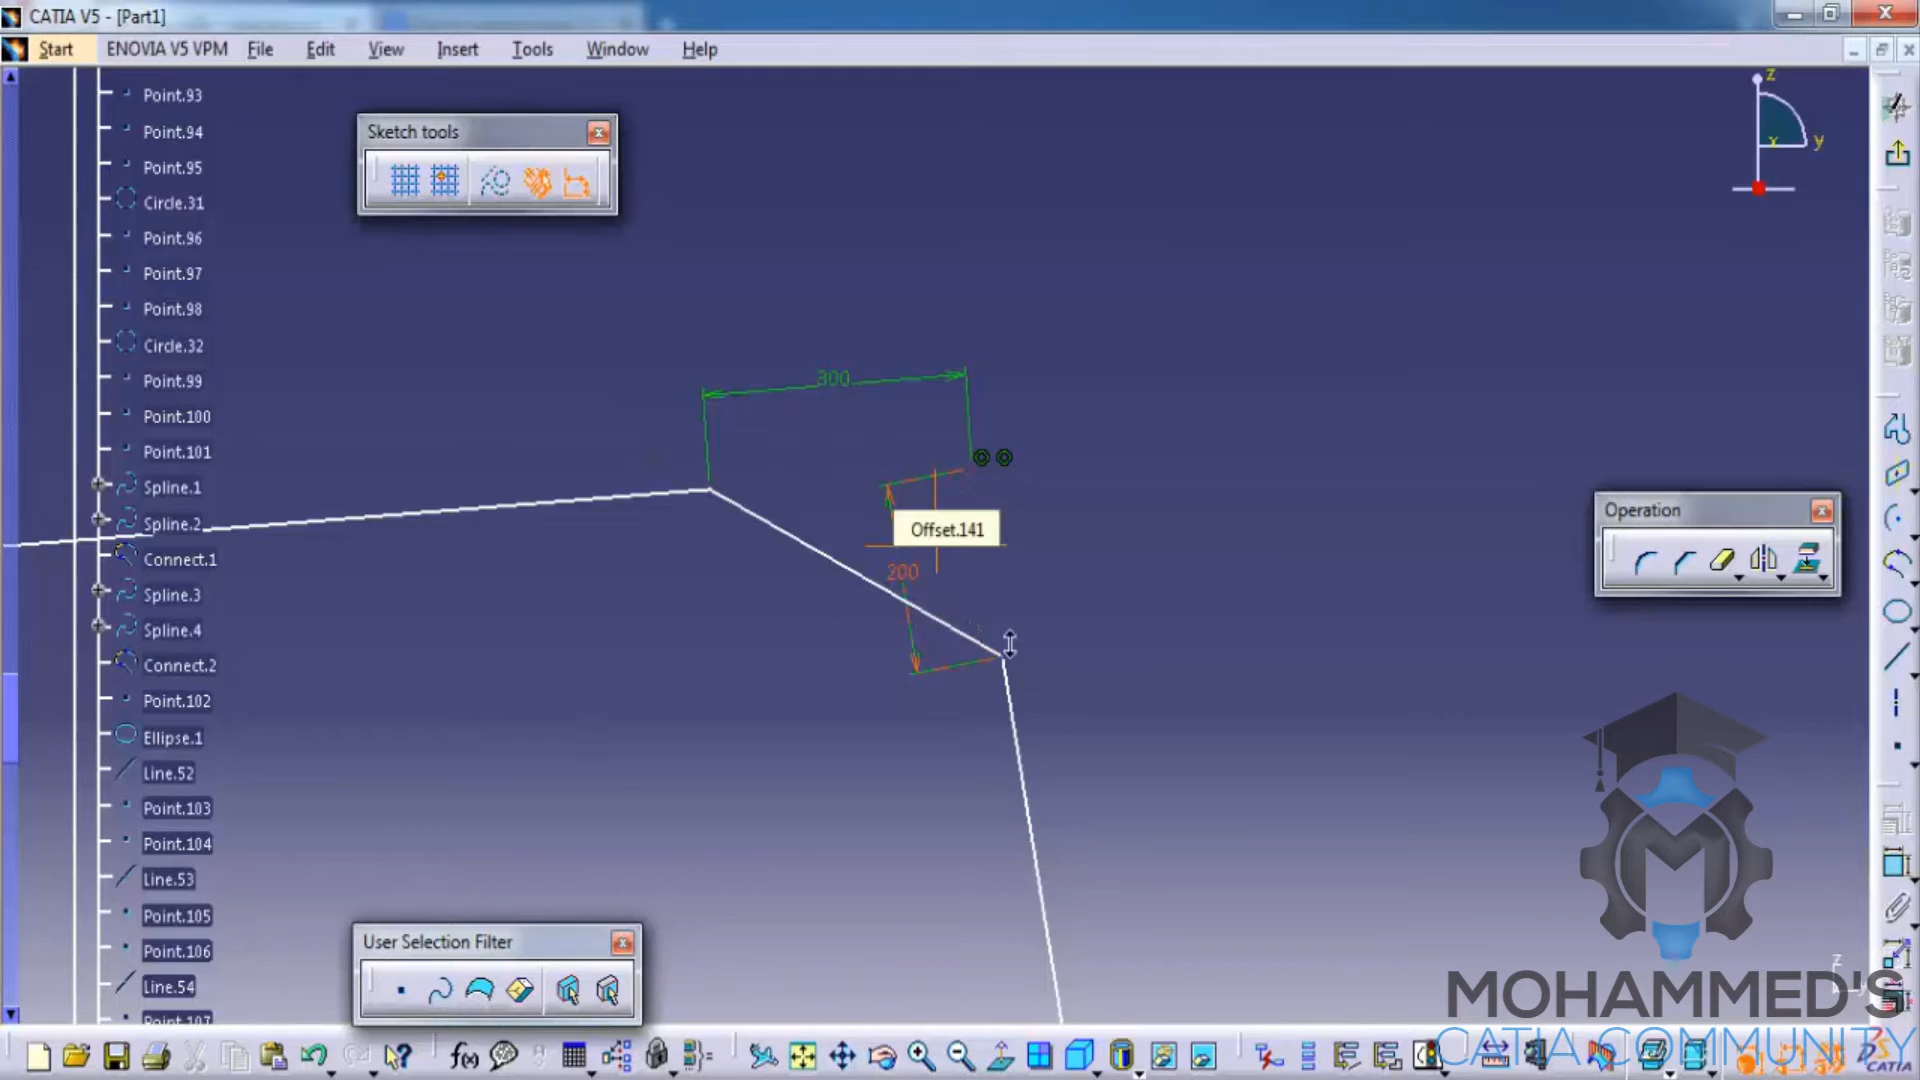 CATIA V5 - [Part1]
Start ENOVIA V5 VPM File Edit View Insert Tools Window Help
Point.93
Point.94
Point.95
Circle.31
Point.96
Point.97
Point.98
Circle.32
Point.99
Point.100
Point.101
Spline.1
Spline.2
Connect.1
Spline.3
Spline.4
Connect.2
Point.102
Ellipse.1
Line.52
Point.103
Point.104
Line.53
Point.105
Point.106
Line.54
Point.107
Sketch tools
z
x
y
300
Offset.141
200
Operation
User Selection Filter
z
MOHAMMED'S
CATIA COMMUNITY
f(x)
CATIA